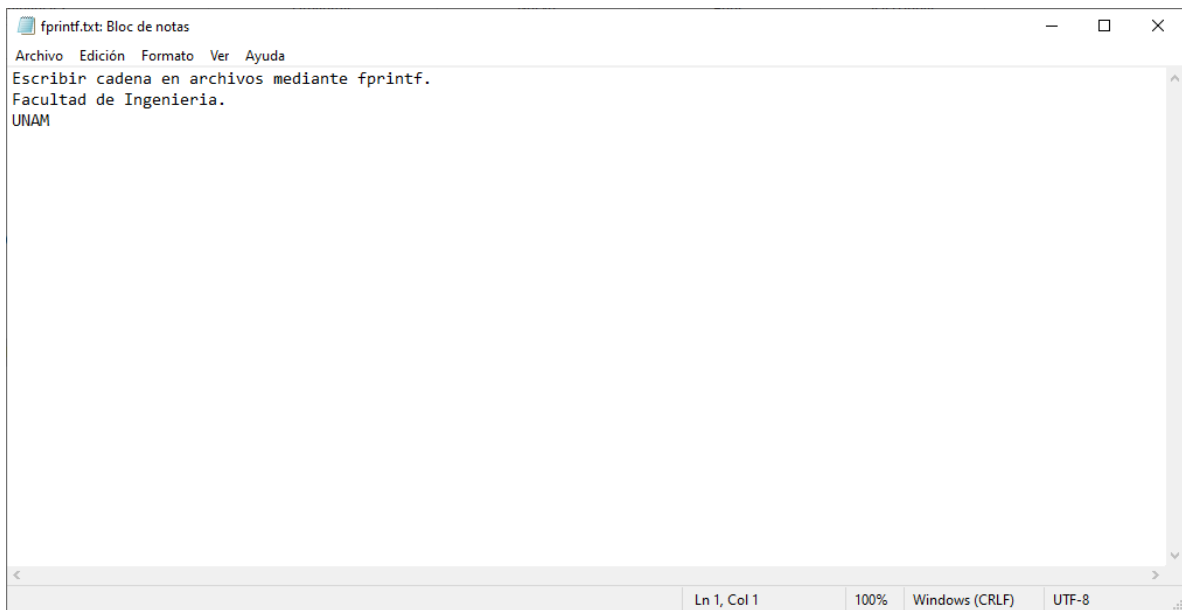 fprintf.txt: Bloc de notas
Archivo Edición Formato Ver Ayuda
Escribir cadena en archivos mediante fprintf.
Facultad de Ingenieria.
UNAM
Ln 1, Col 1 100% Windows (CRLF) UTF-8